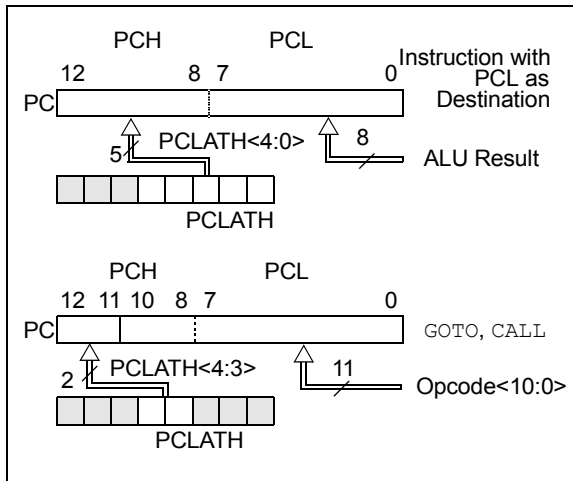 PCH PCL
12 8 7 0
Instruction with
PCL as
Destination
PC
PCLATH<4:0>
5
8
ALU Result
PCLATH
PCH PCL
12 11 10 8 7 0
PC
GOTO, CALL
PCLATH<4:3>
2
11
Opcode<10:0>
PCLATH